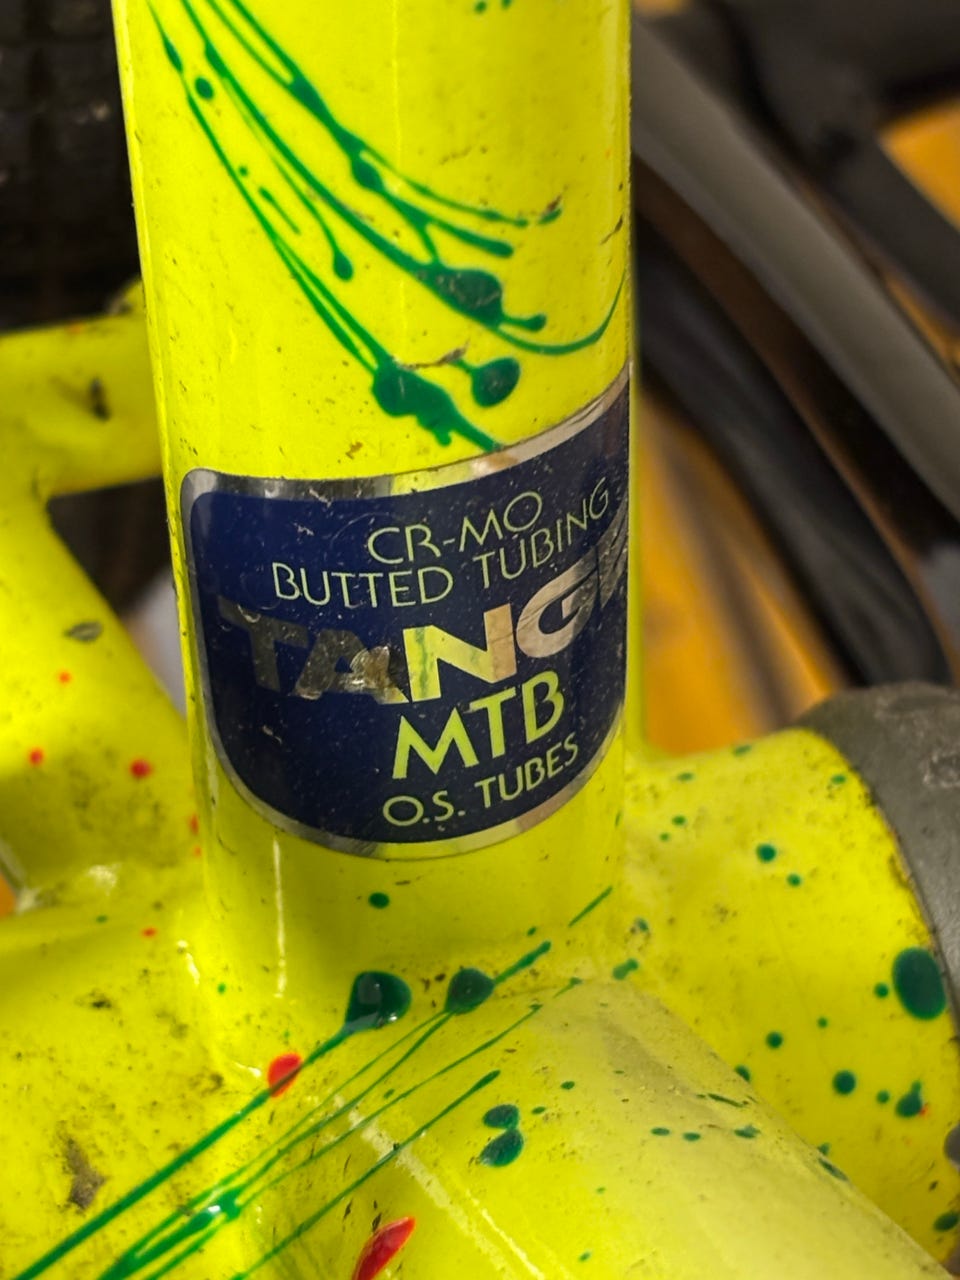 CR-MO
BUTTED TUBING
TANGE
MTB
O.S. TUBES